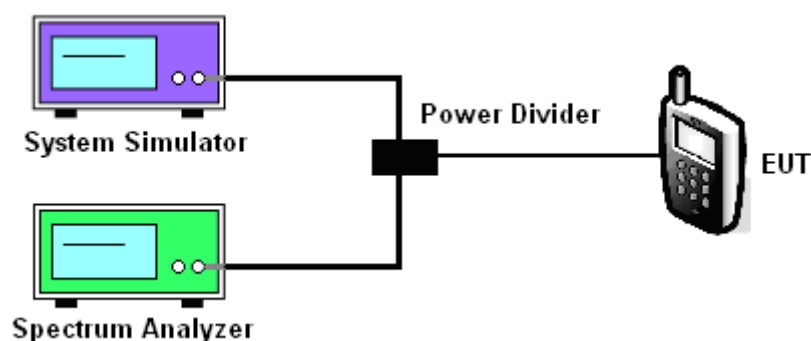 System Simulator
Power Divider
EUT
Spectrum Analyzer